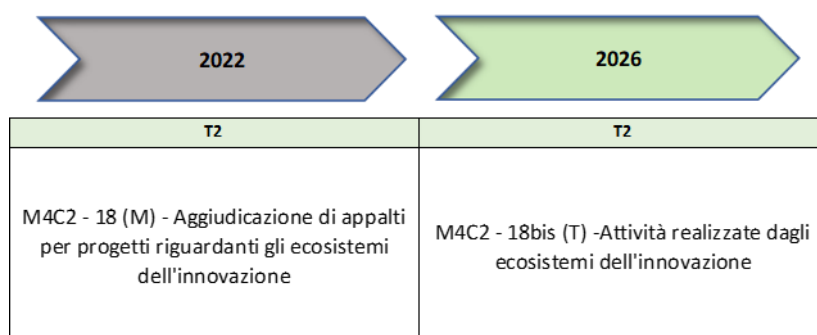 2022
2026
T2
T2
M4C2 - 18 (M) - Aggiudicazione di appalti
per progetti riguardanti gli ecosistemi
dell'innovazione
M4C2 - 18bis (T) -Attività realizzate dagli
ecosistemi dell'innovazione